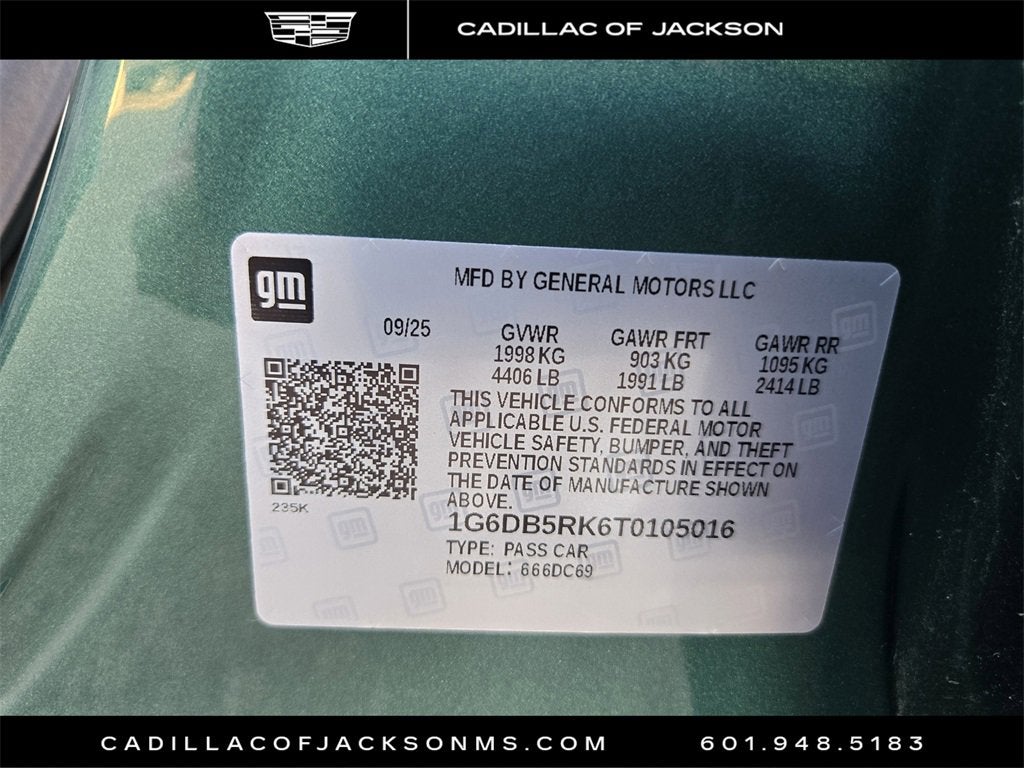 CADILLAC OF JACKSON
gm
MFD BY GENERAL MOTORS LLC
09/25
GVWR
1998 KG
4406 LB
GAWR FRT
903 KG
1991 LB
GAWR RR
1095 KG
2414 LB
THIS VEHICLE CONFORMS TO ALL
APPLICABLE U.S. FEDERAL MOTOR
VEHICLE SAFETY, BUMPER, AND THEFT
PREVENTION STANDARDS IN EFFECT ON
THE DATE OF MANUFACTURE SHOWN
ABOVE.
235K
1G6DB5RK6T0105016
TYPE: PASS CAR
MODEL: 666DC69
CADILLACOFJACKSONMS.COM
601.948.5183